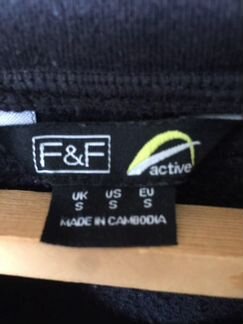 F&F active
UK US EU
S S S
MADE IN CAMBODIA